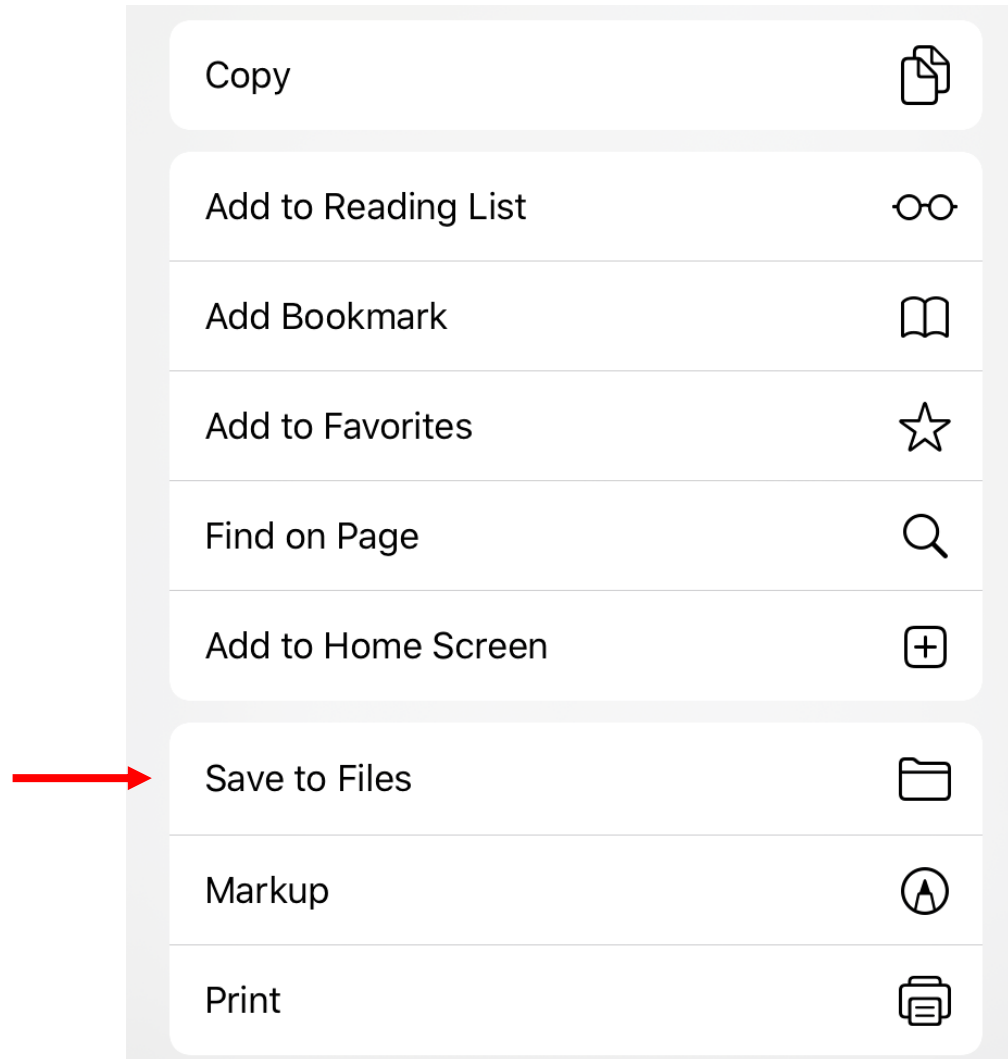 Copy
Add to Reading List
Add Bookmark
Add to Favorites
Find on Page
Add to Home Screen
Save to Files
Markup
Print